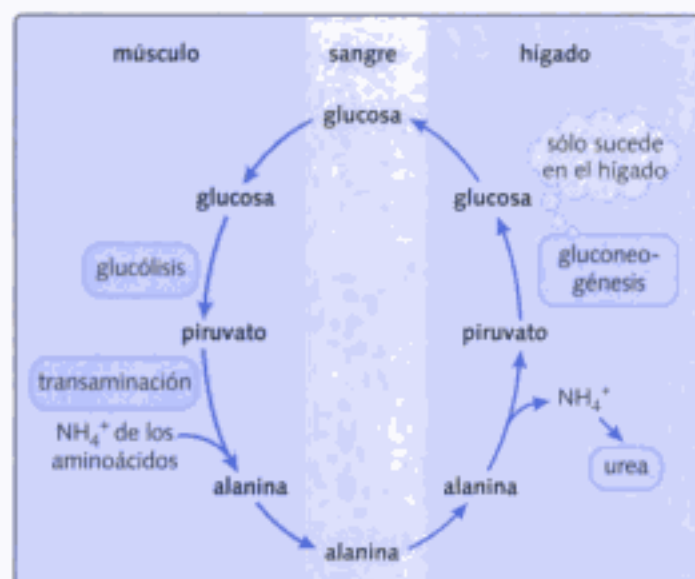 músculo
sangre
hígado
glucosa
sólo sucede
en el hígado
glucosa
glucosa
glucólisis
gluconeo-
génesis
piruvato
piruvato
transaminación
NH₄⁺ de los
aminoácidos
NH₄⁺
alanina
alanina
urea
alanina